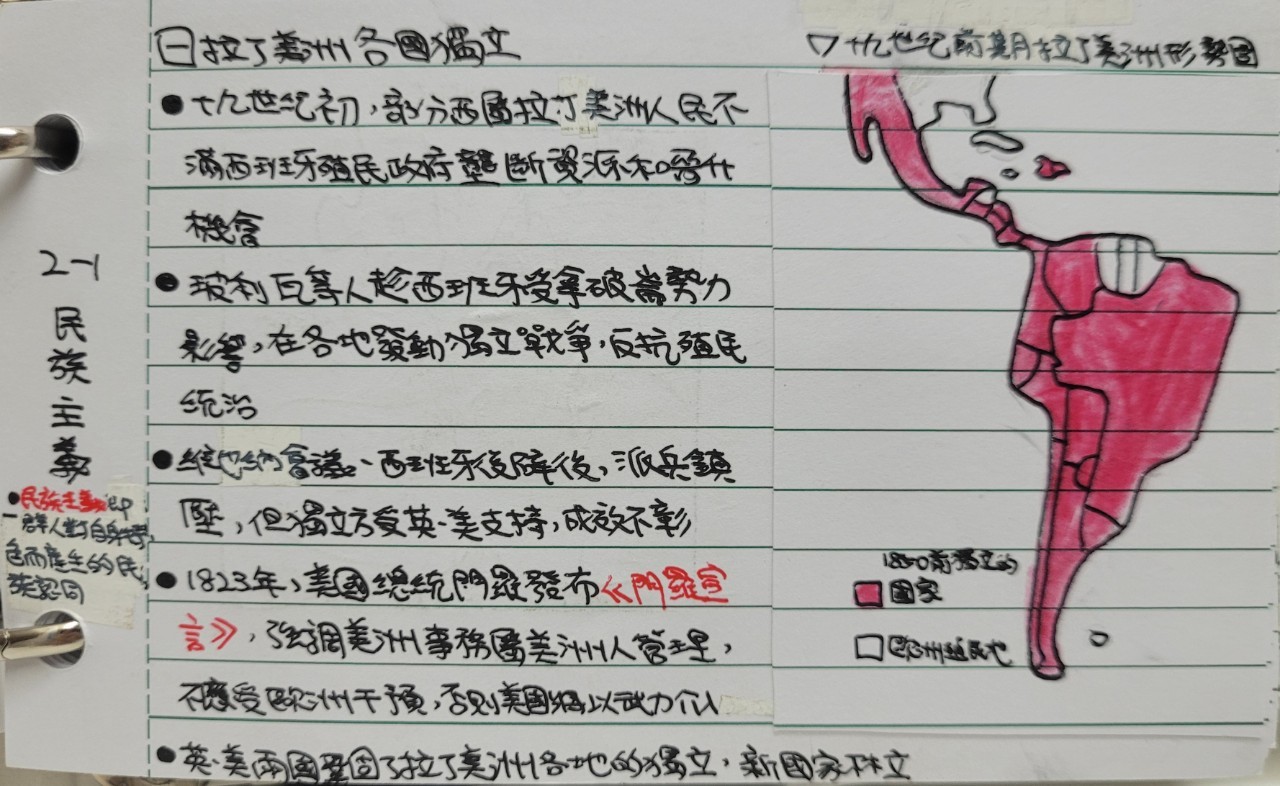 ㊀拉丁美洲各國獨立
▽十九世紀前期拉丁美洲形勢圖
●十九世紀初,部分西屬拉丁美洲人民不
滿西班牙殖民政府壟斷資源和晉升
機會
●玻利瓦等人趁西班牙受拿破崙勢力
影響,在各地發動獨立戰爭,反抗殖民
統治
●維也納會議、西班牙復辟後,派兵鎮
壓,但獨立方受英、美支持,成效不彰
●1823年,美國總統門羅發布《門羅宣
言》,強調美洲事務屬美洲人管理,
不應受歐洲干預,否則美國將以武力介入
●英、美兩國鞏固了拉丁美洲各地的獨立,新國家林立
2-1
民族主義
●民族主義:即
一群人對自身
色而產生的民
族認同
1850前獨立的
國家
歐洲殖民地